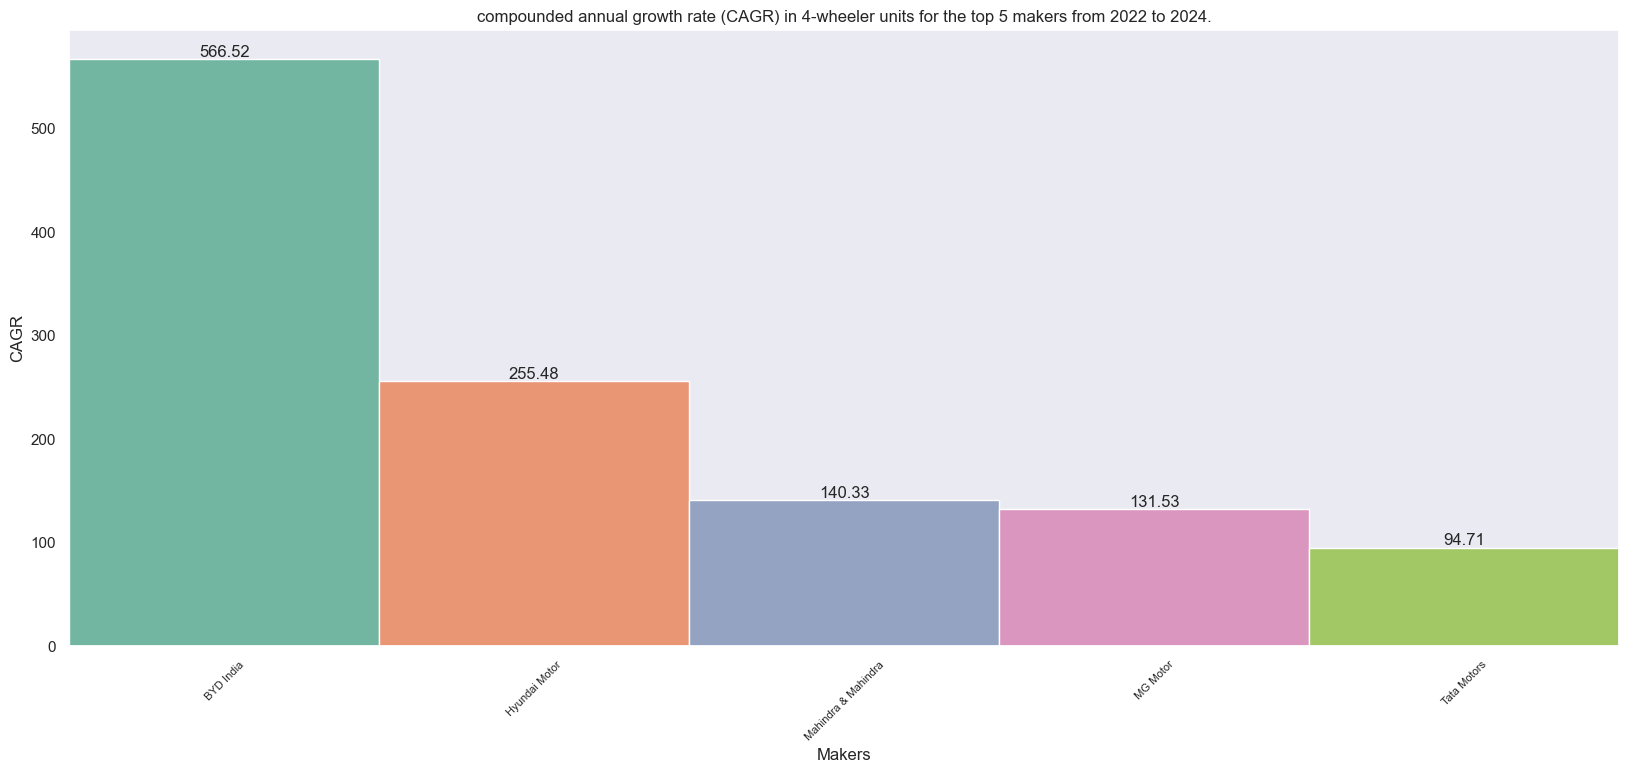 compounded annual growth rate (CAGR) in 4-wheeler units for the top 5 makers from 2022 to 2024.
566.52
255.48
140.33
131.53
94.71
500
400
300
200
100
0
CAGR
BYD India
Hyundai Motor
Mahindra & Mahindra
MG Motor
Tata Motors
Makers